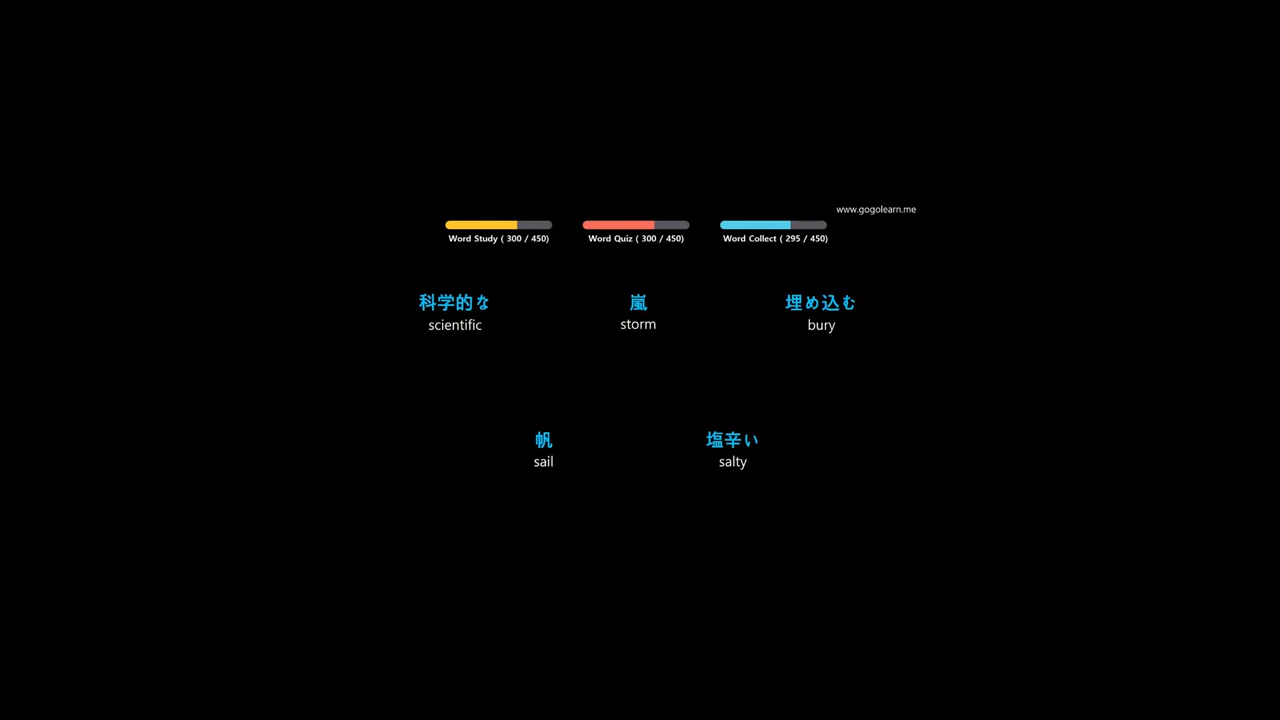 www.gogolearn.me
Word Study ( 300 / 450)
Word Quiz ( 300 / 450)
Word Collect ( 295 / 450)
科学的な
scientific
嵐
storm
埋め込む
bury
帆
sail
塩辛い
salty